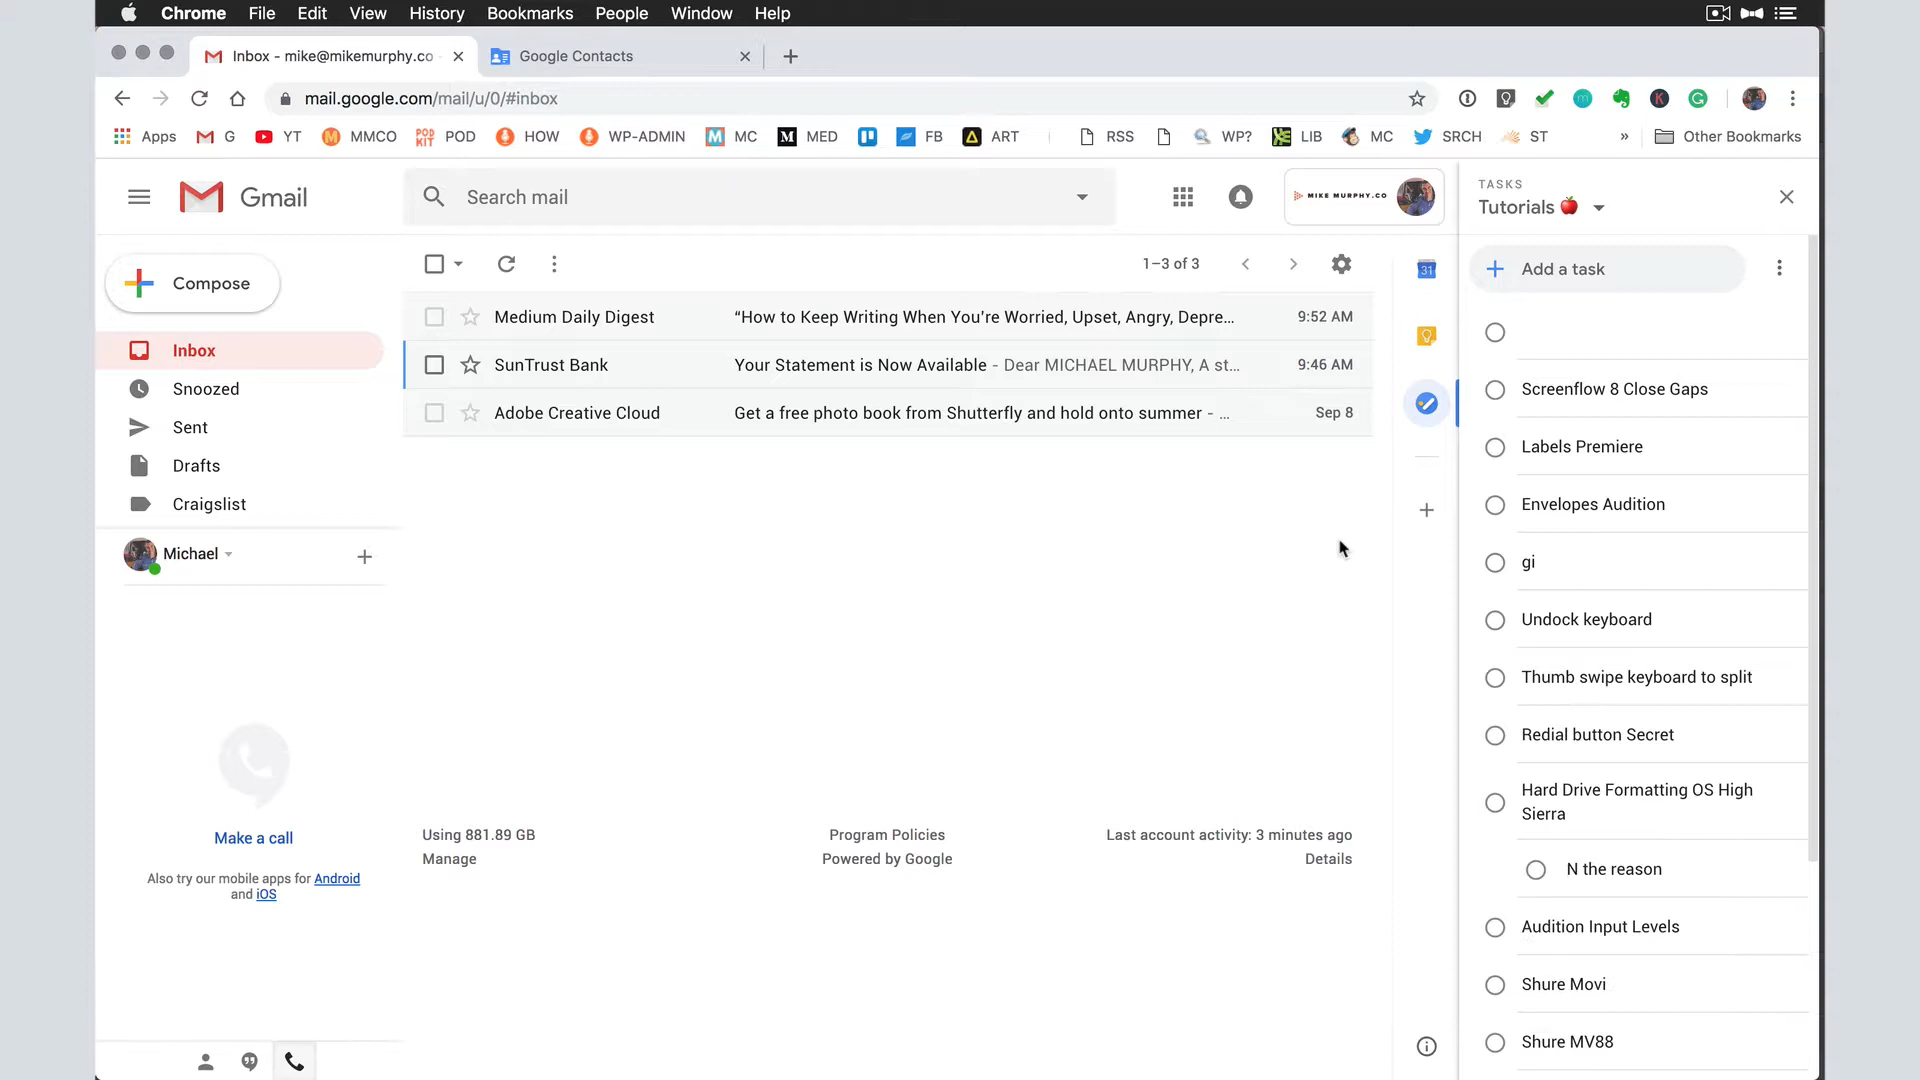 Chrome File Edit View History Bookmarks People Window Help
Inbox - mike@mikemurphy.co Google Contacts
mail.google.com/mail/u/0/#inbox
Apps G YT MMCO POD HOW WP-ADMIN MC MED FB ART RSS WP? LIB MC SRCH ST » Other Bookmarks
Gmail
Search mail
MIKE MURPHY.CO
TASKS
Tutorials
Compose
1–3 of 3
31
Add a task
Inbox
Snoozed
Sent
Drafts
Craigslist
Medium Daily Digest “How to Keep Writing When You’re Worried, Upset, Angry, Depre... 9:52 AM
SunTrust Bank Your Statement is Now Available - Dear MICHAEL MURPHY, A st... 9:46 AM
Adobe Creative Cloud Get a free photo book from Shutterfly and hold onto summer - ... Sep 8
Michael
Make a call
Also try our mobile apps for Android
and iOS
Using 881.89 GB
Manage
Program Policies
Powered by Google
Last account activity: 3 minutes ago
Details
Screenflow 8 Close Gaps
Labels Premiere
Envelopes Audition
gi
Undock keyboard
Thumb swipe keyboard to split
Redial button Secret
Hard Drive Formatting OS High
Sierra
N the reason
Audition Input Levels
Shure Movi
Shure MV88